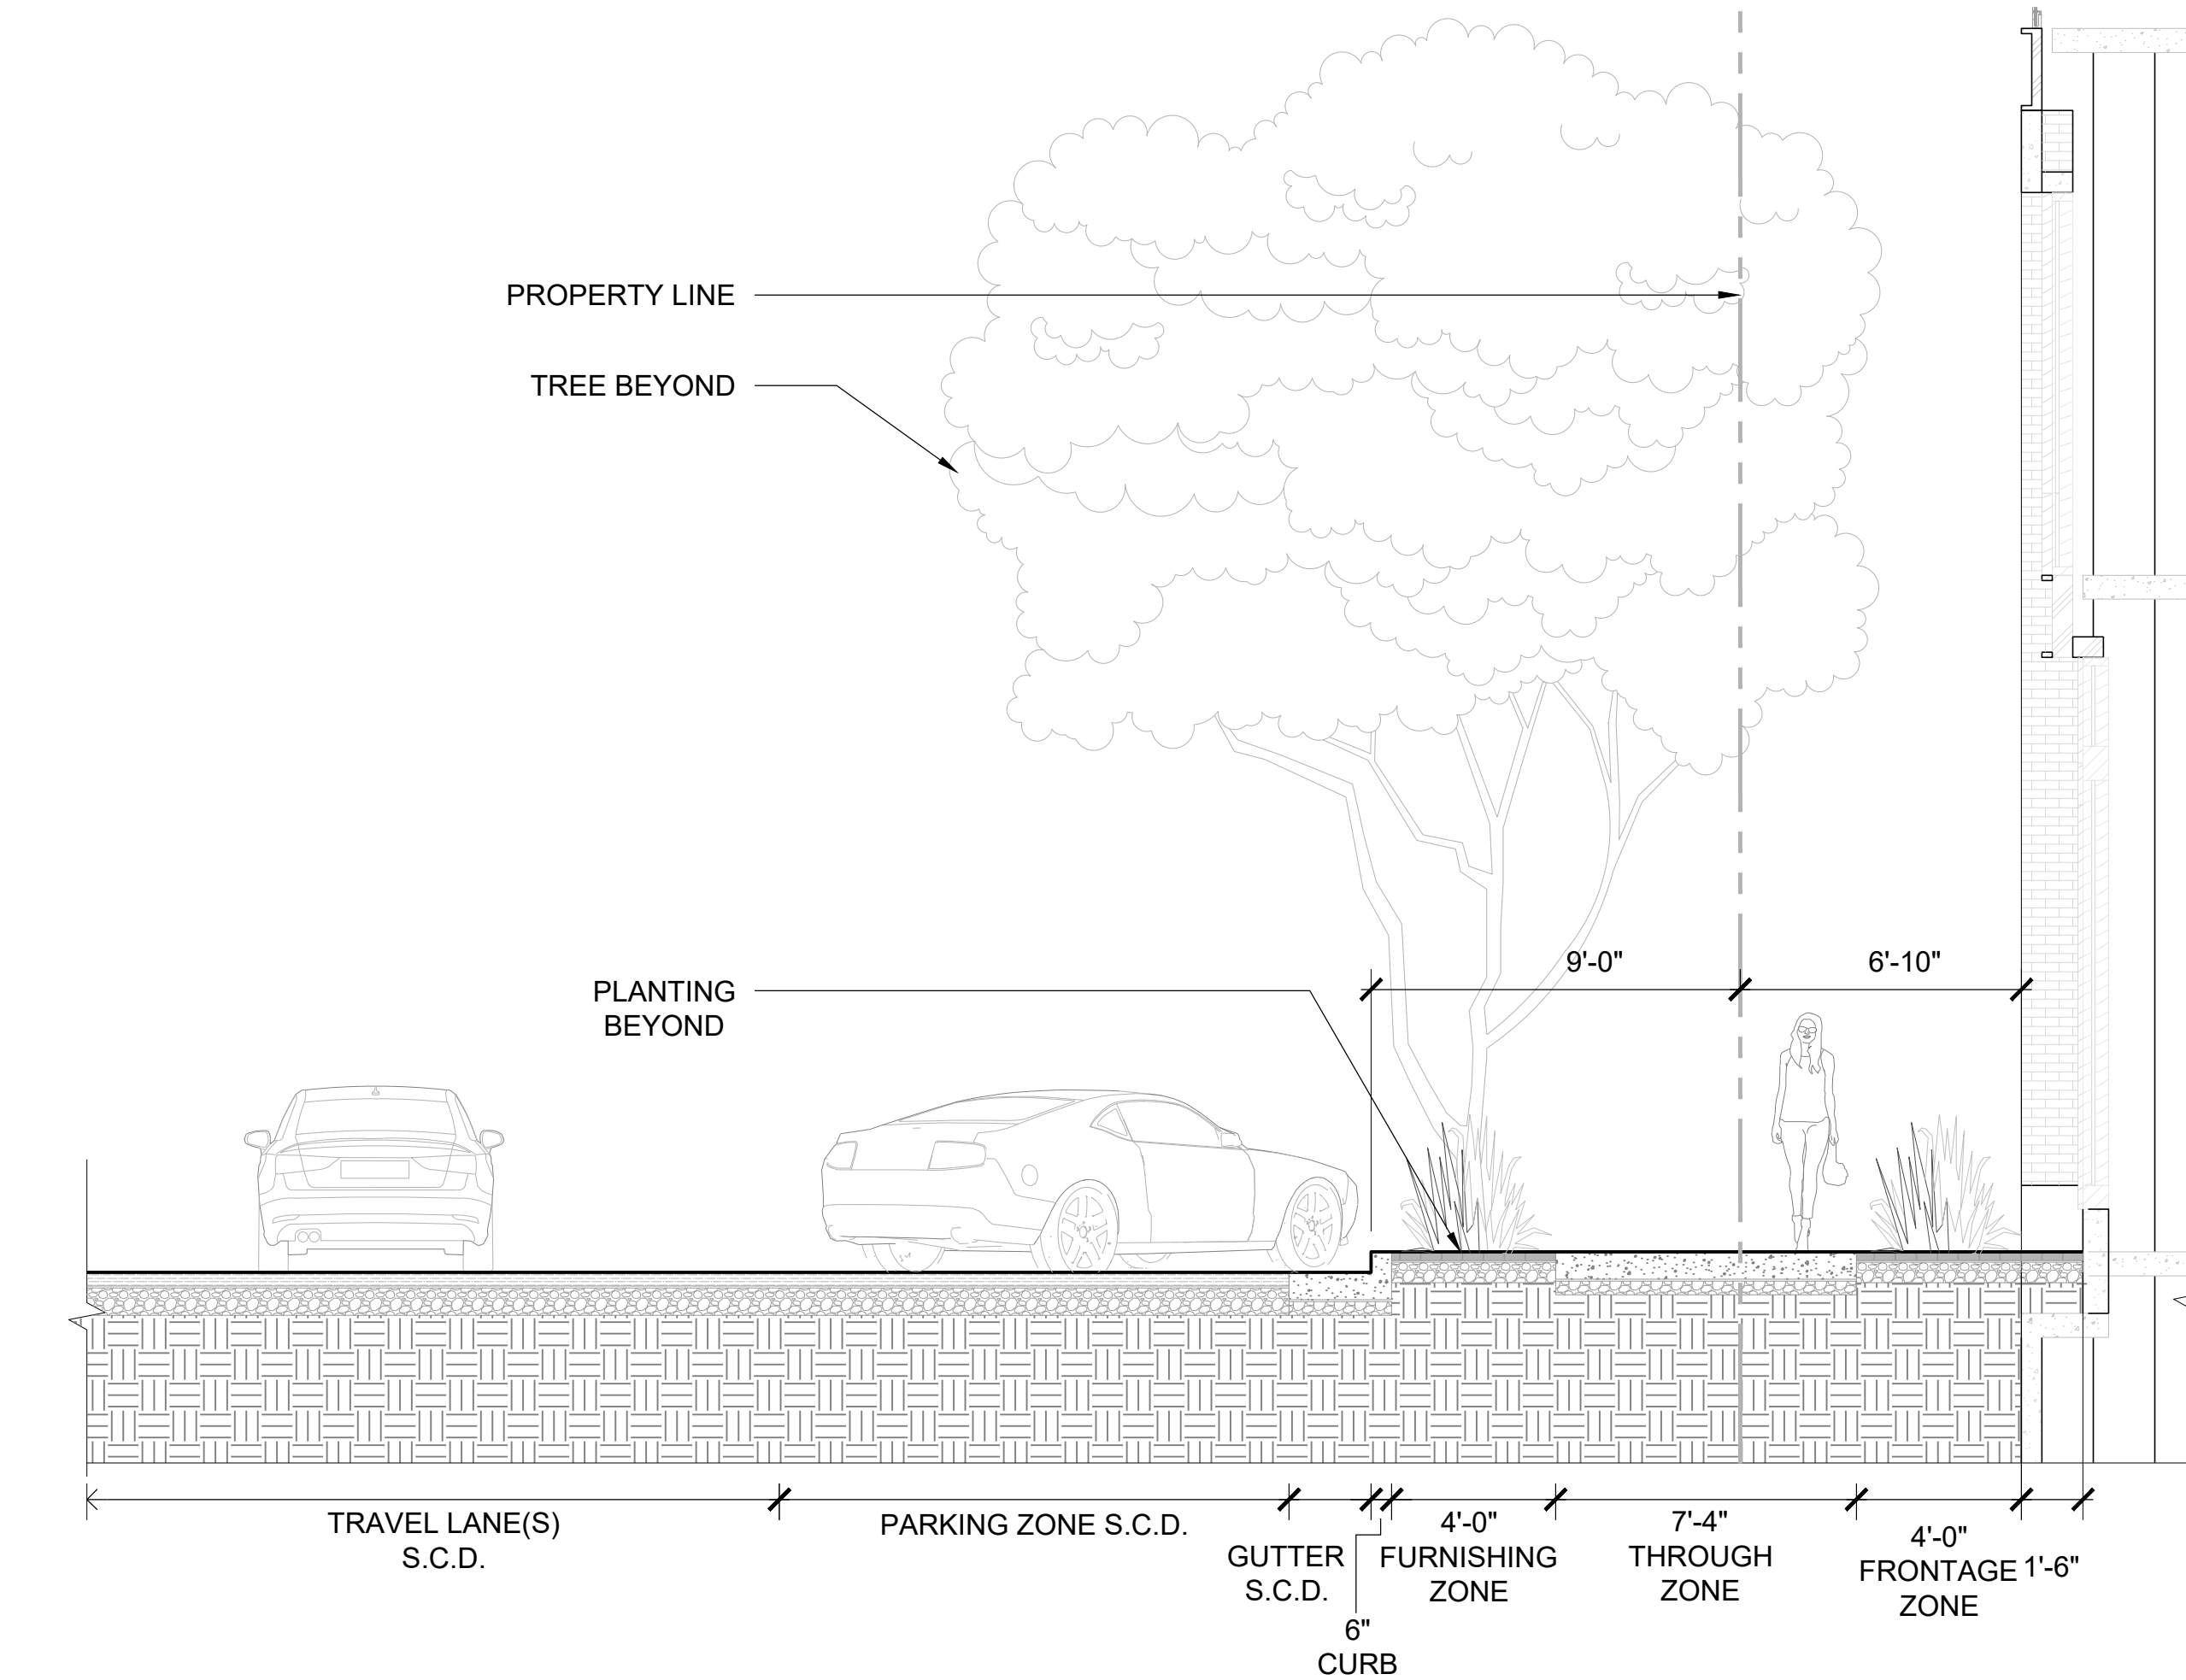 PROPERTY LINE
TREE BEYOND
PLANTING
BEYOND
9'-0"
6'-10"
TRAVEL LANE(S)
S.C.D.
PARKING ZONE S.C.D.
GUTTER
S.C.D.
6"
CURB
4'-0"
FURNISHING
ZONE
7'-4"
THROUGH
ZONE
4'-0"
FRONTAGE
ZONE
1'-6"